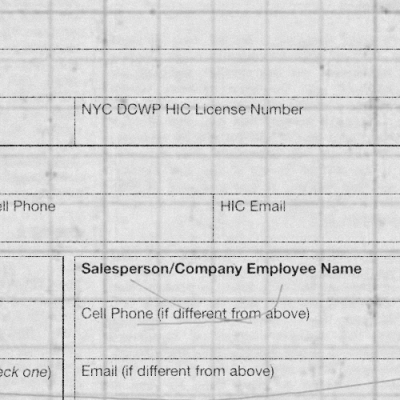 NYC DCWP HIC License Number
ell Phone HIC Email
Salesperson/Company Employee Name
Cell Phone (if different from above)
eck one) Email (if different from above)